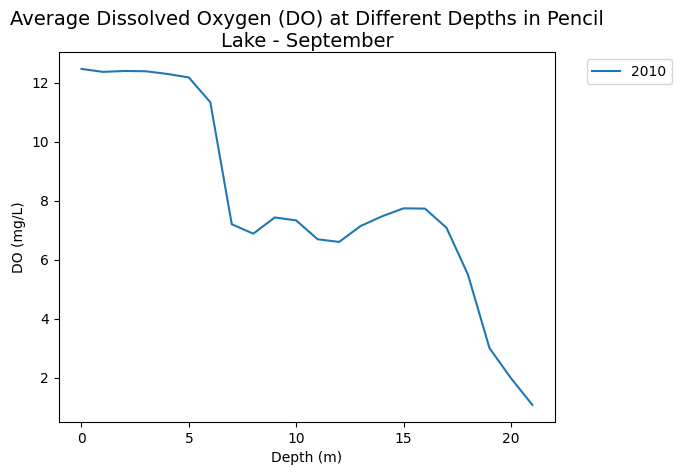 Average Dissolved Oxygen (DO) at Different Depths in Pencil
Lake - September
2010
12
10
8
6
4
2
DO (mg/L)
0 5 10 15 20
Depth (m)